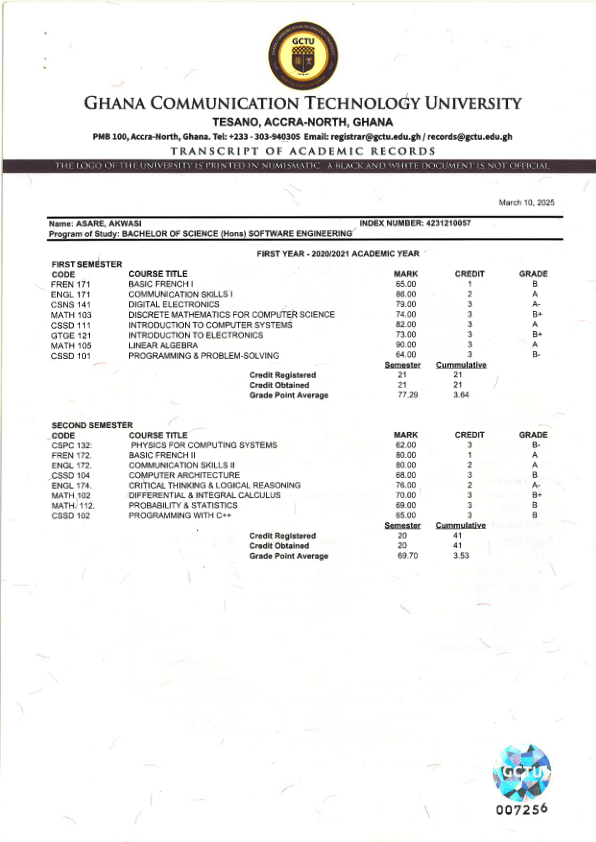 GCTU
GHANA COMMUNICATION TECHNOLOGY UNIVERSITY
TESANO, ACCRA-NORTH, GHANA
PMB 100, Accra-North, Ghana. Tel: +233 - 303-940305 Email: registrar@gctu.edu.gh / records@gctu.edu.gh
TRANSCRIPT OF ACADEMIC RECORDS
THE LOGO OF THE UNIVERSITY IS PRINTED IN NUMISMATIC. A BLACK AND WHITE DOCUMENT IS NOT OFFICIAL
March 10, 2025
Name: ASARE, AKWASI INDEX NUMBER: 4231210057
Program of Study: BACHELOR OF SCIENCE (Hons) SOFTWARE ENGINEERING
FIRST YEAR - 2020/2021 ACADEMIC YEAR
FIRST SEMESTER
CODE COURSE TITLE MARK CREDIT GRADE
FREN 171 BASIC FRENCH I 65.00 1 B
ENGL 171 COMMUNICATION SKILLS I 86.00 2 A
CSNS 141 DIGITAL ELECTRONICS 79.00 3 A-
MATH 103 DISCRETE MATHEMATICS FOR COMPUTER SCIENCE 74.00 3 B+
CSSD 111 INTRODUCTION TO COMPUTER SYSTEMS 82.00 3 A
GTGE 121 INTRODUCTION TO ELECTRONICS 73.00 3 B+
MATH 105 LINEAR ALGEBRA 90.00 3 A
CSSD 101 PROGRAMMING & PROBLEM-SOLVING 64.00 3 B-
Semester Cummulative
Credit Registered 21 21
Credit Obtained 21 21
Grade Point Average 77.29 3.64
SECOND SEMESTER
CODE COURSE TITLE MARK CREDIT GRADE
CSPC 132: PHYSICS FOR COMPUTING SYSTEMS 62.00 3 B-
FREN 172. BASIC FRENCH II 80.00 1 A
ENGL 172. COMMUNICATION SKILLS II 80.00 2 A
CSSD 104 COMPUTER ARCHITECTURE 68.00 3 B
ENGL 174. CRITICAL THINKING & LOGICAL REASONING 76.00 2 A-
MATH 102 DIFFERENTIAL & INTEGRAL CALCULUS 70.00 3 B+
MATH 112. PROBABILITY & STATISTICS 69.00 3 B
CSSD 102 PROGRAMMING WITH C++ 65.00 3 B
Semester Cummulative
Credit Registered 20 41
Credit Obtained 20 41
Grade Point Average 69.70 3.53
GCTU
007256